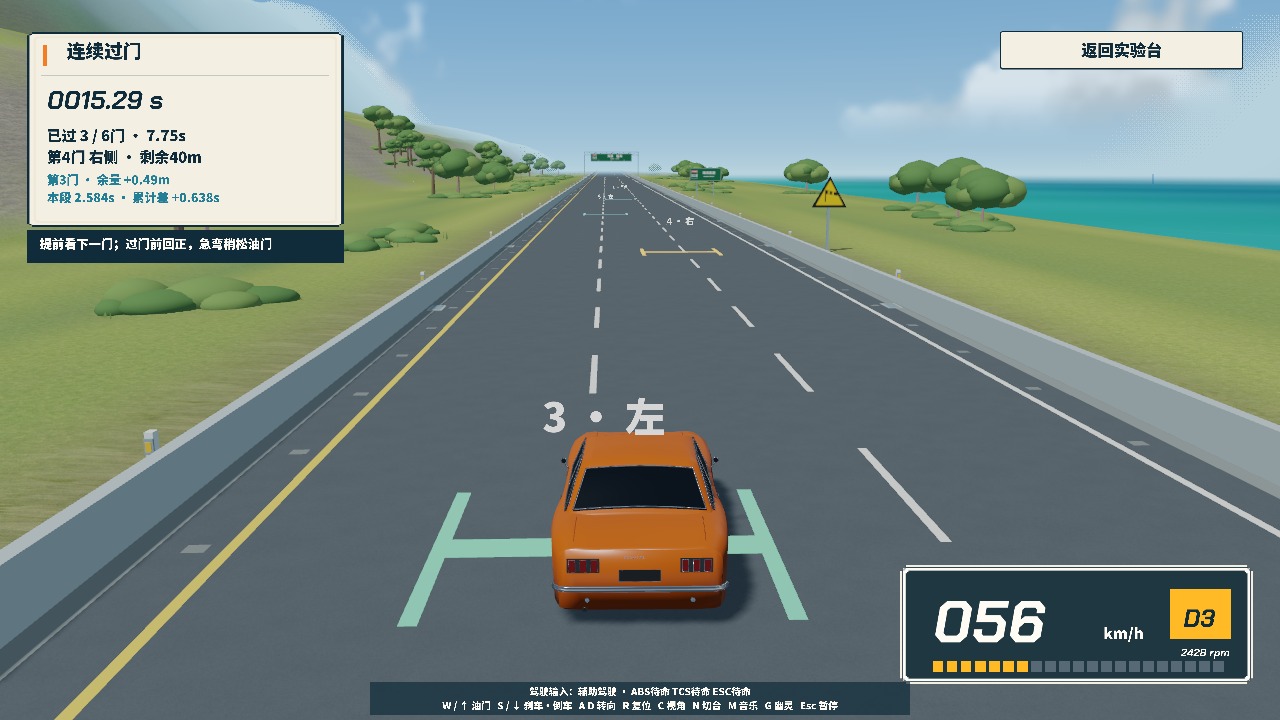 连续过门
0015.29 s
已过 3 / 6门 · 7.75s
第4门 右侧 · 剩余40m
第3门 · 余量 +0.49m
本段 2.584s · 累计差 +0.638s
提前看下一门；过门前回正，急弯稍松油门
返回实验台
4 · 右
3 · 左
056 km/h
D3
2428 rpm
驾驶输入：辅助驾驶 · ABS待命 TCS待命 ESC待命
W / ↑ 油门 S / ↓ 刹车·倒车 A D 转向 R 复位 C 视角 N 切台 M 音乐 G 幽灵 Esc 暂停